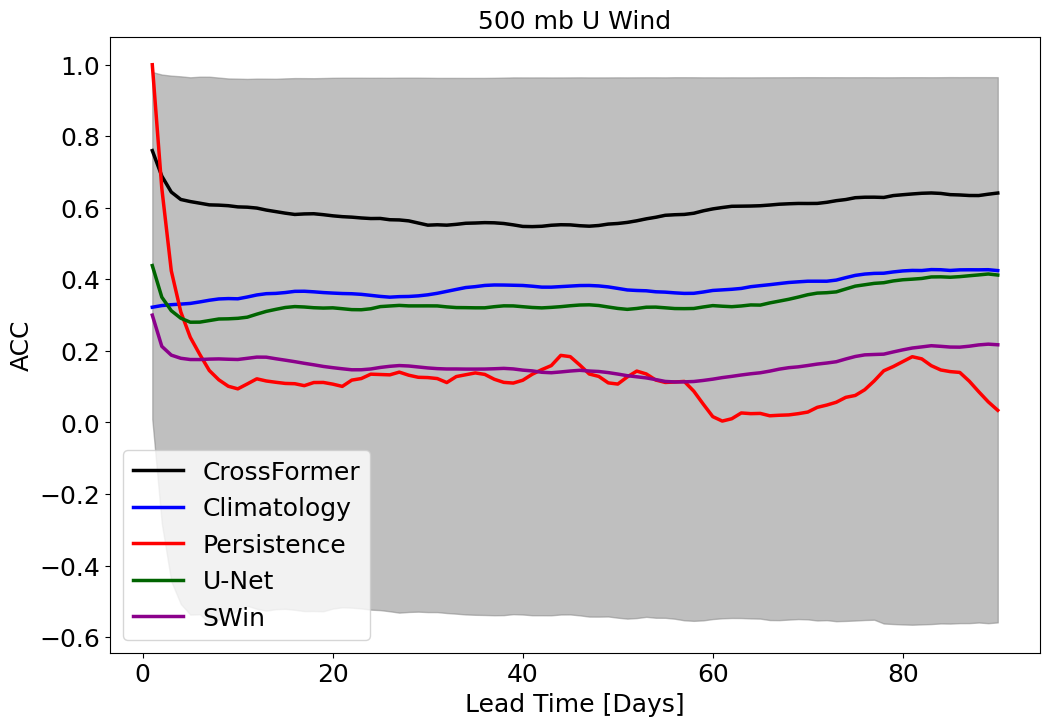 500 mb U Wind
ACC
1.0
0.8
0.6
0.4
0.2
0.0
−0.2
−0.4
−0.6
CrossFormer
Climatology
Persistence
U-Net
SWin
0 20 40 60 80
Lead Time [Days]